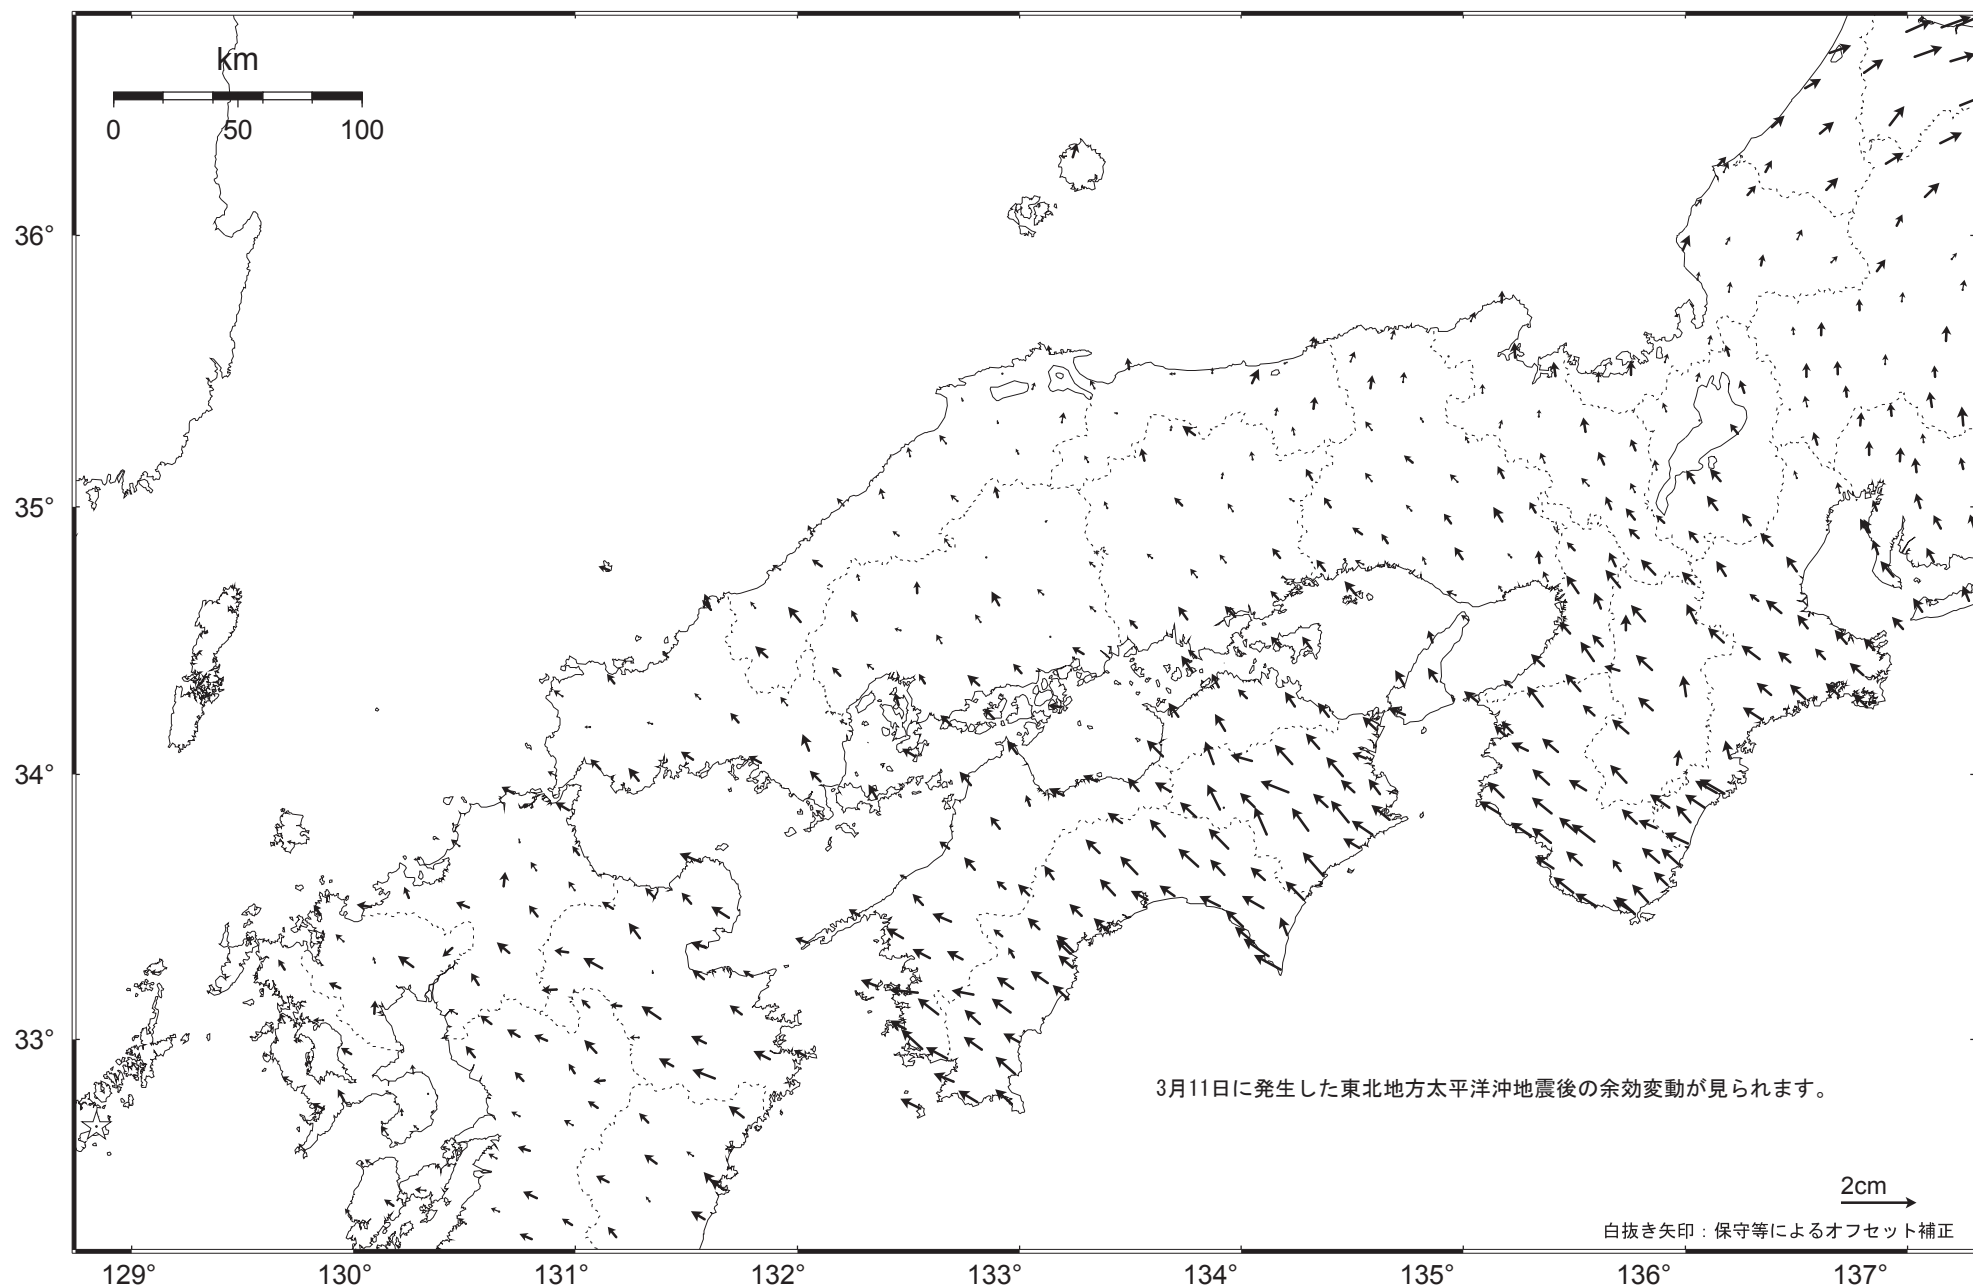 km
0 50 100
36°
35°
34°
33°
3月11日に発生した東北地方太平洋沖地震後の余効変動が見られます。
2cm
白抜き矢印：保守等によるオフセット補正
129° 130° 131° 132° 133° 134° 135° 136° 137°